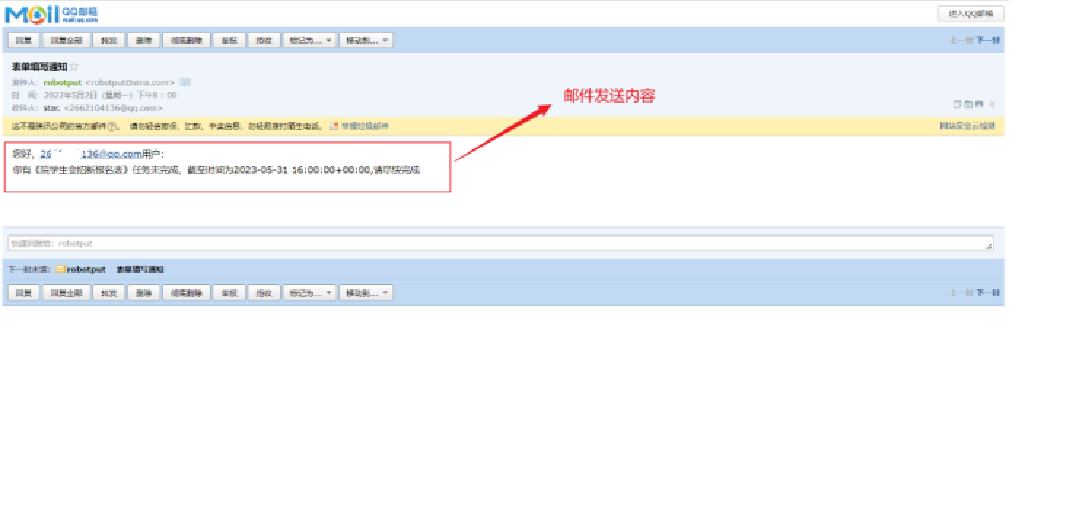 Mail QQ邮箱
mail.qq.com
进入QQ邮箱
回复 回复全部 转发 删除 彻底删除 举报 拒收 标记为... 移动到...
上一封 下一封
表单填写通知
发件人: robotput <robotput@sina.com>
时 间: 2022年5月2日 (星期一) 下午8:00
收件人: star. <2662104136@qq.com>
这不是腾讯公司的官方邮件。 请勿轻信密保、汇款、中奖信息，勿轻易拨打陌生电话。 举报垃圾邮件
网站安全云检测
邮件发送内容
您好，26 136@qq.com用户：
你有《院学生会招新报名表》任务未完成，截至时间为2023-05-31 16:00:00+00:00,请尽快完成
快捷回复给：robotput
下一封未读: robotput 表单填写通知
回复 回复全部 转发 删除 彻底删除 举报 拒收 标记为... 移动到...
上一封 下一封